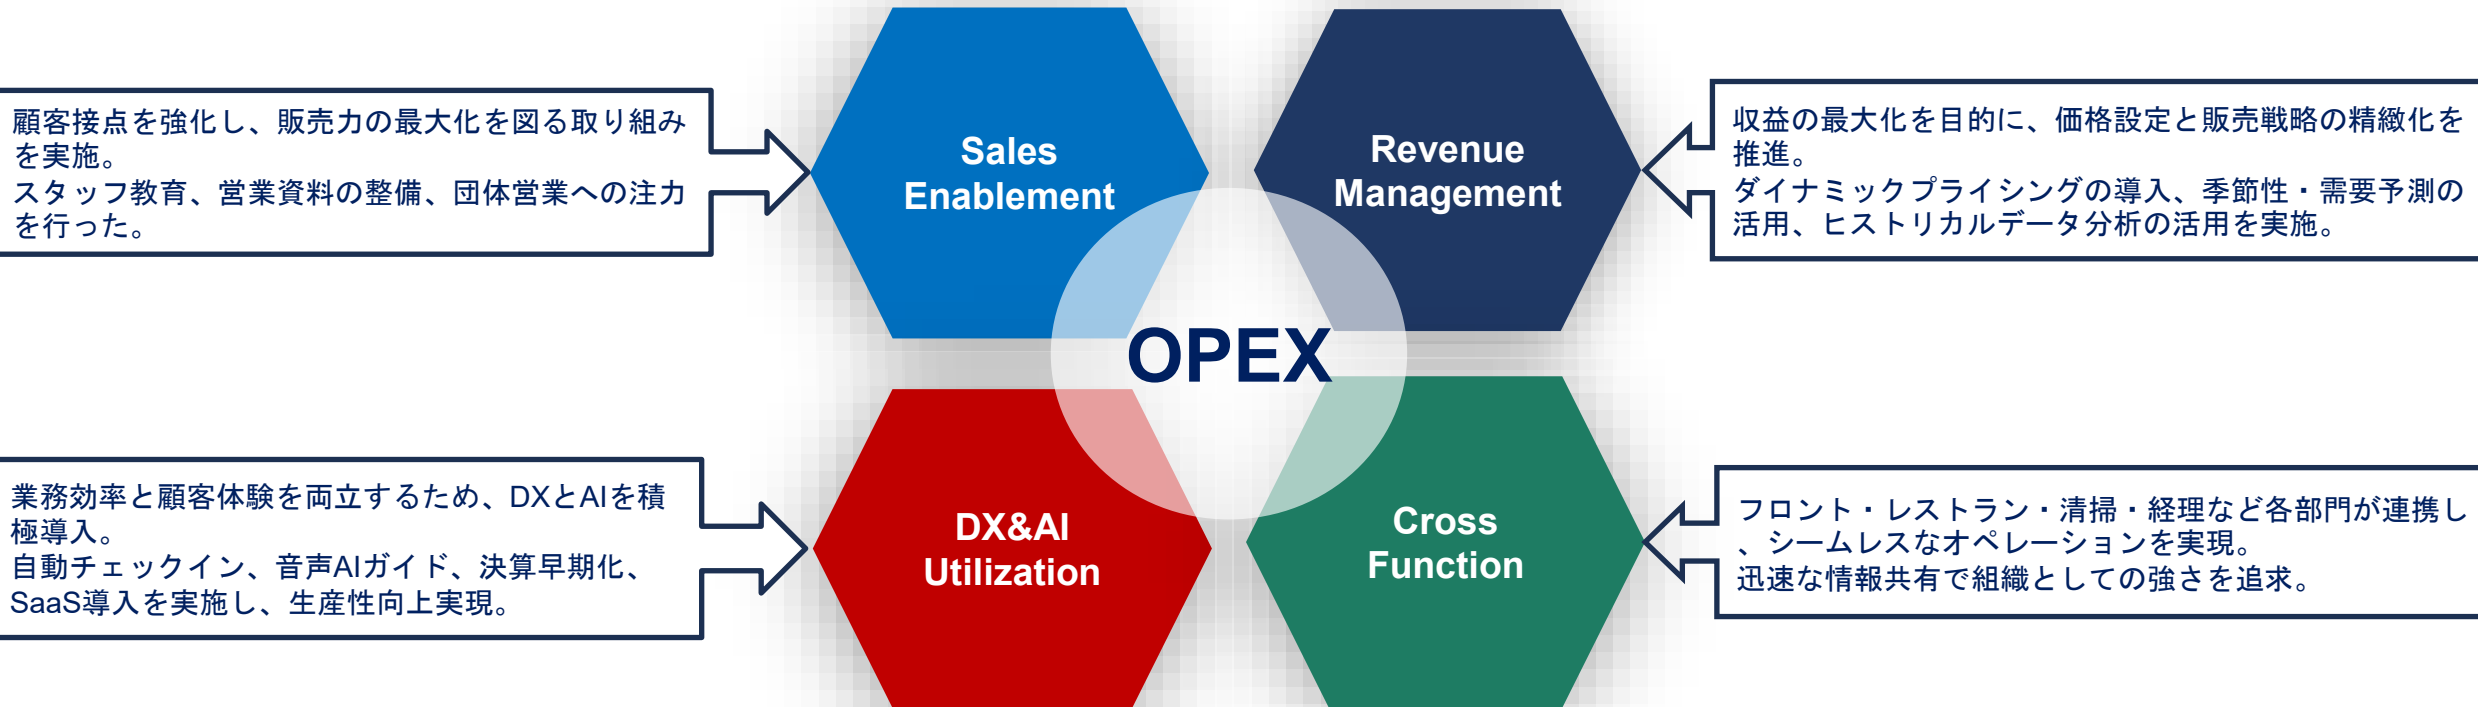 顧客接点を強化し、販売力の最大化を図る取り組み
を実施。
スタッフ教育、営業資料の整備、団体営業への注力
を行った。
Sales
Enablement
Revenue
Management
収益の最大化を目的に、価格設定と販売戦略の精緻化を
推進。
ダイナミックプライシングの導入、季節性・需要予測の
活用、ヒストリカルデータ分析の活用を実施。
OPEX
業務効率と顧客体験を両立するため、DXとAIを積
極導入。
自動チェックイン、音声AIガイド、決算早期化、
SaaS導入を実施し、生産性向上実現。
DX&AI
Utilization
Cross
Function
フロント・レストラン・清掃・経理など各部門が連携し
、シームレスなオペレーションを実現。
迅速な情報共有で組織としての強さを追求。